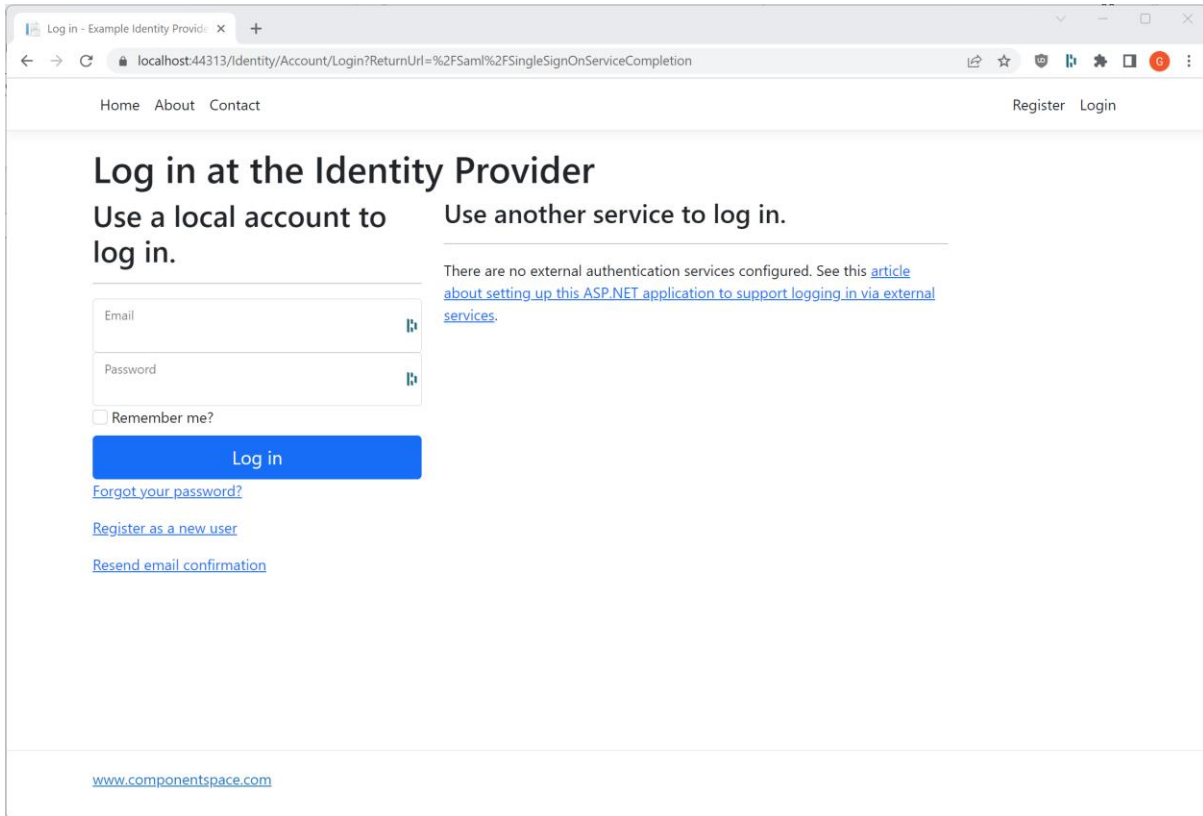 Log in - Example Identity Provide
localhost:44313/Identity/Account/Login?ReturnUrl=%2FSaml%2FSingleSignOnServiceCompletion
G
Home About Contact
Register Login
Log in at the Identity Provider
Use a local account to
log in.
Email
Password
Remember me?
Log in
Forgot your password?
Register as a new user
Resend email confirmation
Use another service to log in.
There are no external authentication services configured. See this article
about setting up this ASP.NET application to support logging in via external
services.
www.componentspace.com